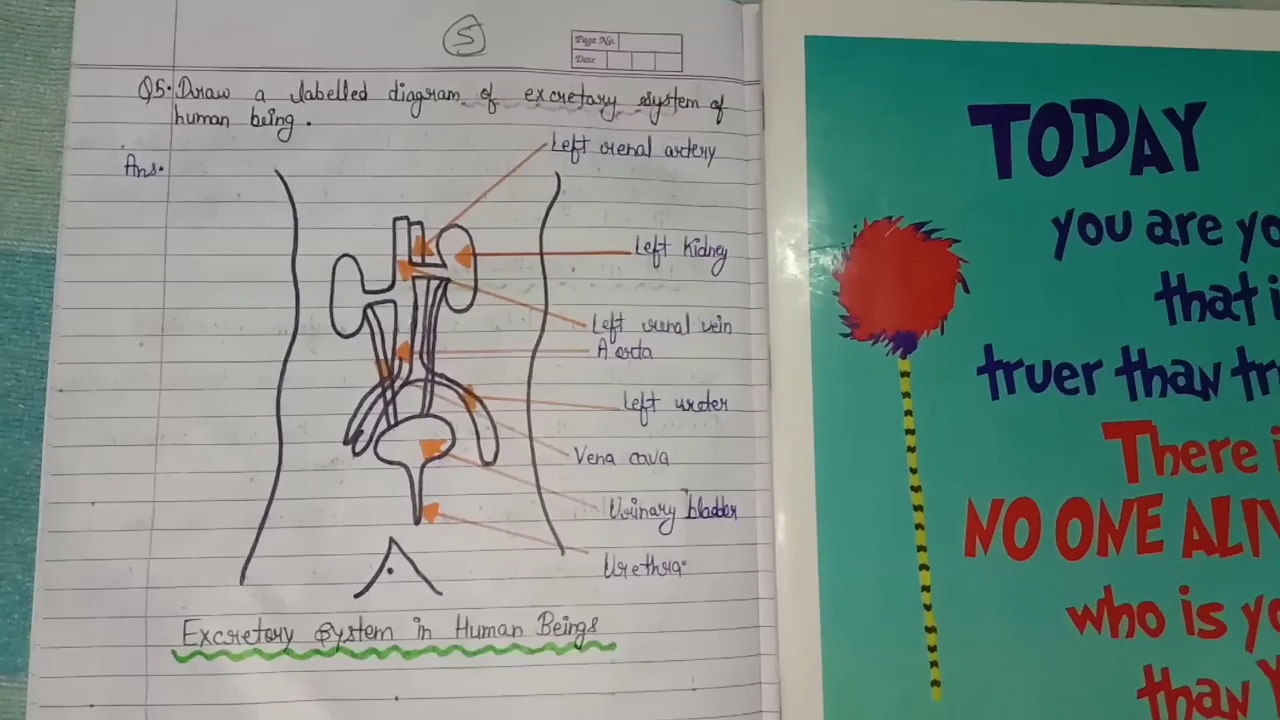 5
Page No.
Date
Q5. Draw a labelled diagram of excretory system of
human being.
Ans.
Left renal artery
Left Kidney
Left renal vein
Aorta
Left ureter
Vena cava
Urinary bladder
Urethra
Excretory System in Human Beings
TODAY
you are yo
that i
truer than tr
There i
NO ONE ALIV
who is yo
than Y